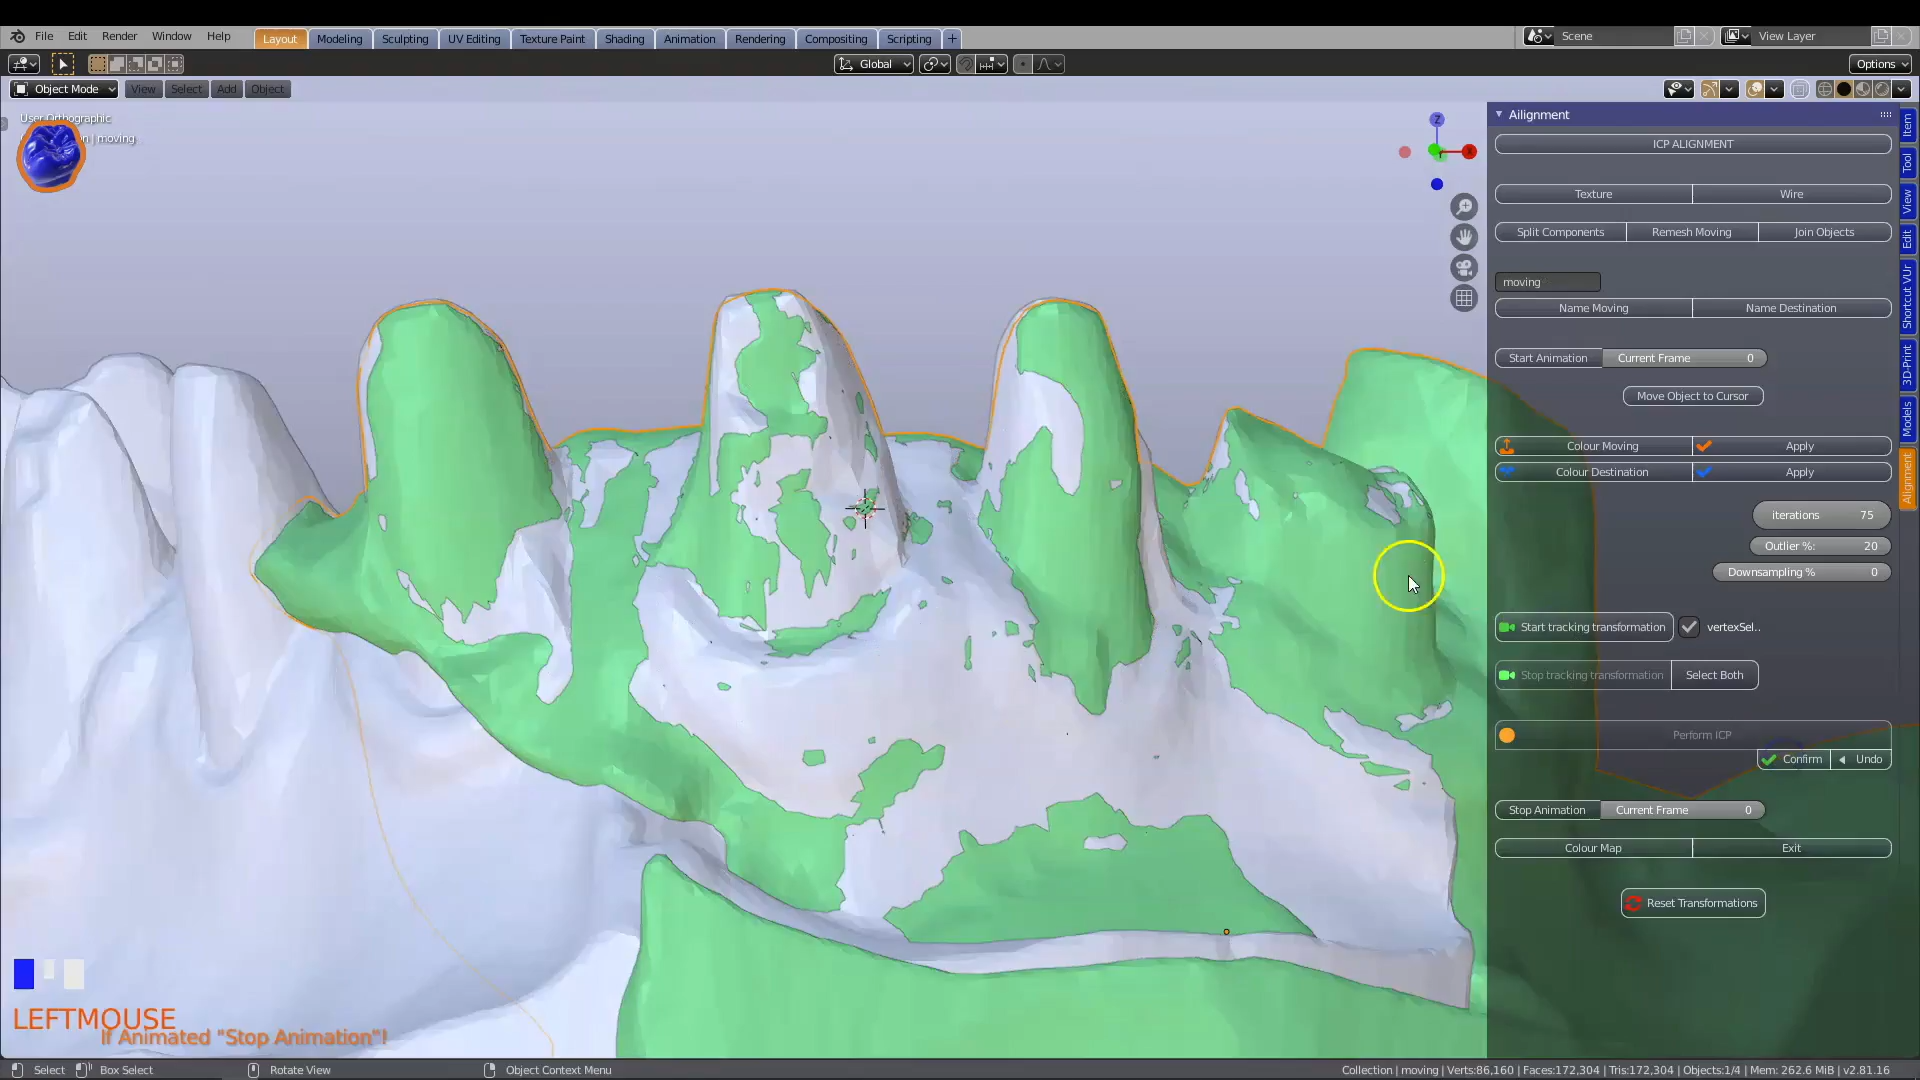 File Edit Render Window Help Layout Modeling Sculpting UV Editing Texture Paint Shading Animation Rendering Compositing Scripting + Scene View Layer
Global Options
Object Mode View Select Add Object
User Orthographic
n | moving
Z
Ailignment
ICP ALIGNMENT
Texture Wire
Split Components Remesh Moving Join Objects
moving
Name Moving Name Destination
Start Animation Current Frame 0
Move Object to Cursor
Colour Moving Apply
Colour Destination Apply
iterations 75
Outlier %: 20
Downsampling % 0
Start tracking transformation vertexSel..
Stop tracking transformation Select Both
Perform ICP
Confirm Undo
Stop Animation Current Frame 0
Colour Map Exit
Reset Transformations
Item
Tool
View
Edit
Shortcut VUr
3D-Print
Models
Alignment
LEFTMOUSE
If Animated "Stop Animation"!
Select Box Select Rotate View Object Context Menu Collection | moving | Verts:86,160 | Faces:172,304 | Tris:172,304 | Objects:1/4 | Mem: 262.6 MiB | v2.81.16